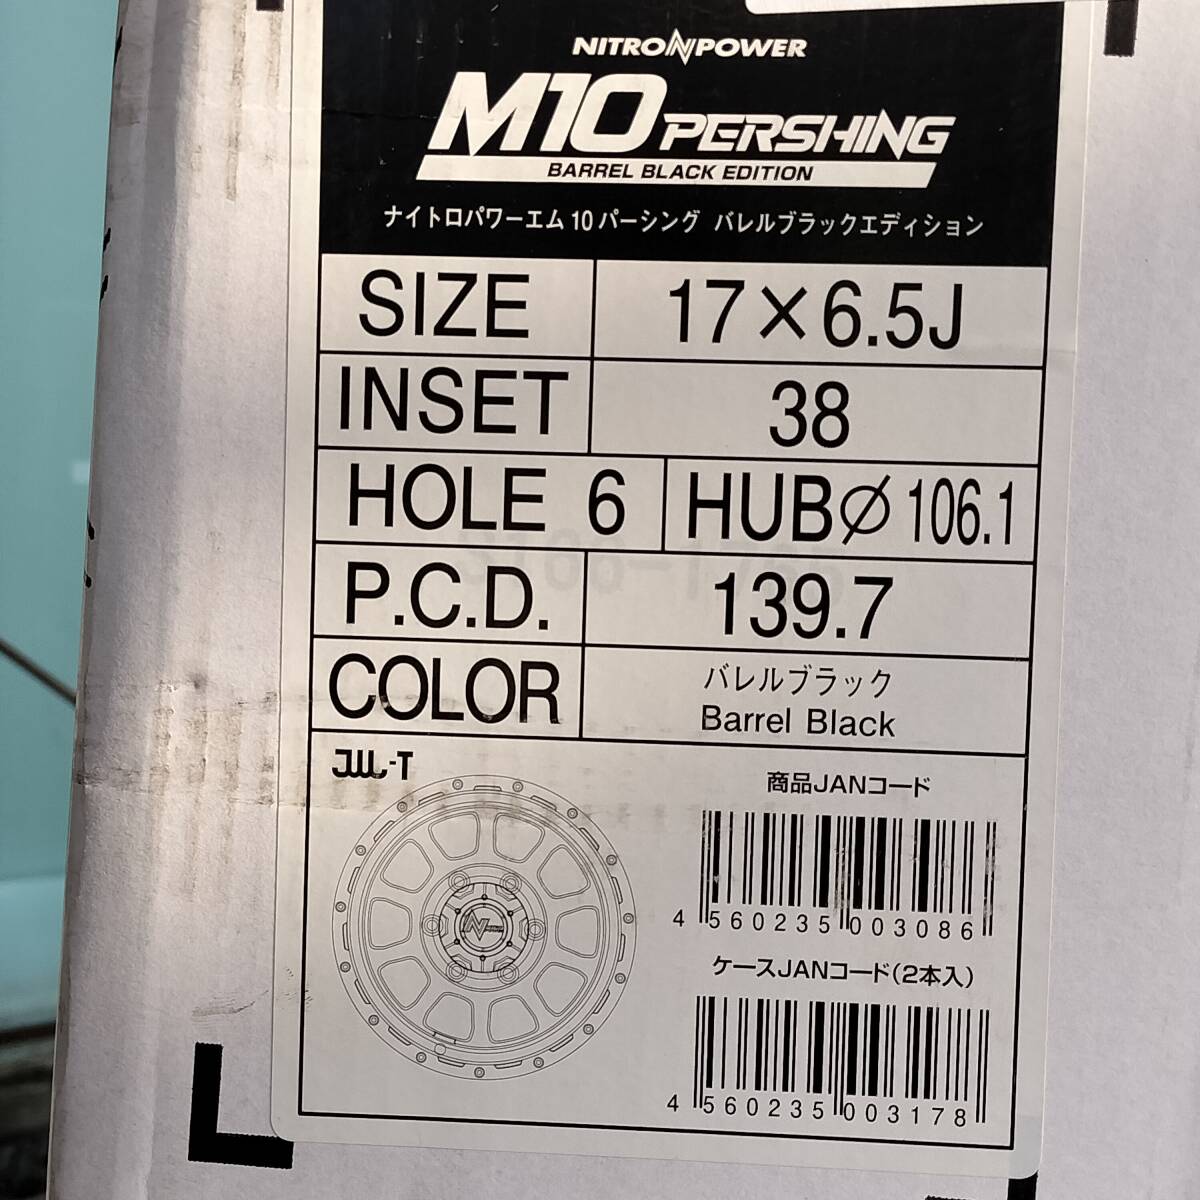 NITRO POWER
M10 PERSHING
BARREL BLACK EDITION
ナイトロパワーエム10パーシング バレルブラックエディション
SIZE 17×6.5J
INSET 38
HOLE 6 HUBφ106.1
P.C.D. 139.7
COLOR バレルブラック
Barrel Black
JWL-T
商品JANコード
4 560235 003086
ケースJANコード(2本入)
4 560235 003178